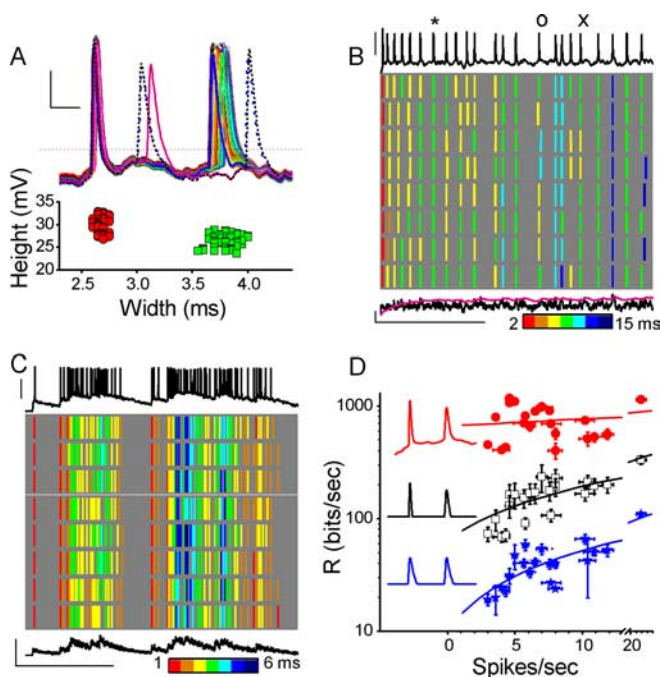 A
Height (mV)
35
30
25
20
2.5 3.0 3.5 4.0
Width (ms)
B
* o x
2 15 ms
C
1 6 ms
D
R (bits/sec)
1000
100
10
0 5 10 20
Spikes/sec